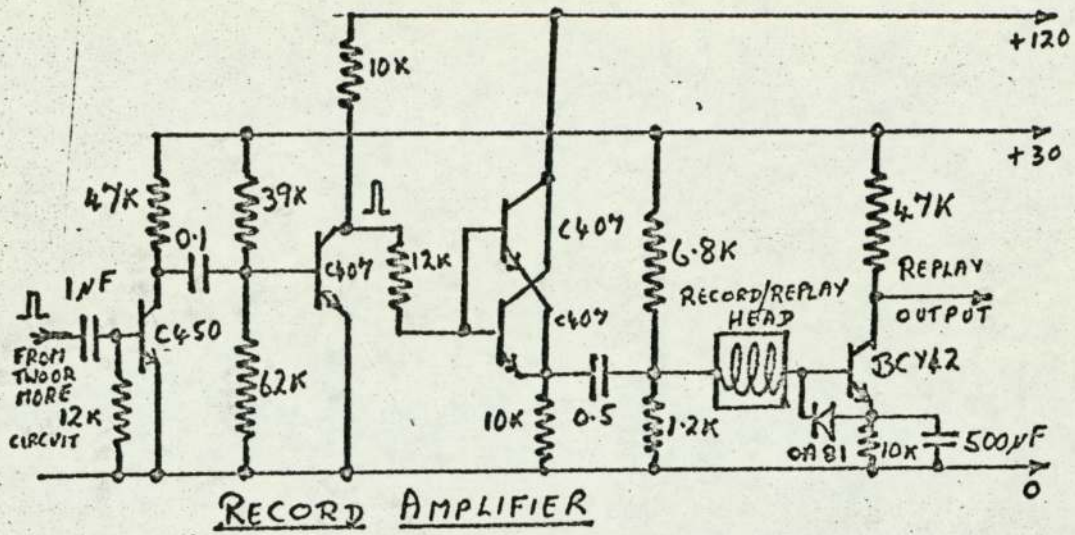 +120
10K
+30
47K
39K
47K
0.1
C407
12K
C407
6.8K
REPLAY
OUTPUT
1µF
C450
C407
RECORD/REPLAY
HEAD
BCY42
FROM
TWO OR
MORE
CIRCUIT
12K
62K
10K
0.5
1.2K
OA81
10K
500µF
0
RECORD AMPLIFIER